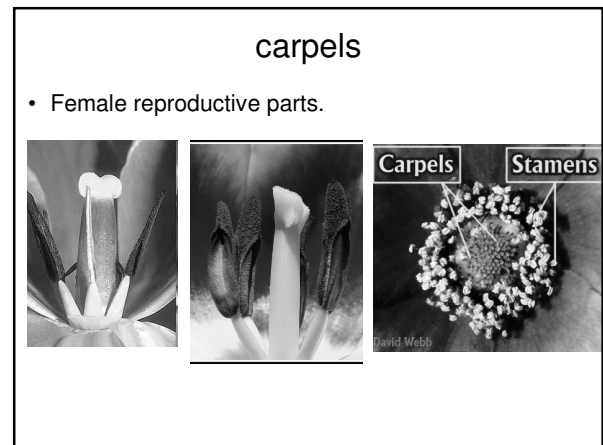 carpels
• Female reproductive parts.
Carpels Stamens
David Webb